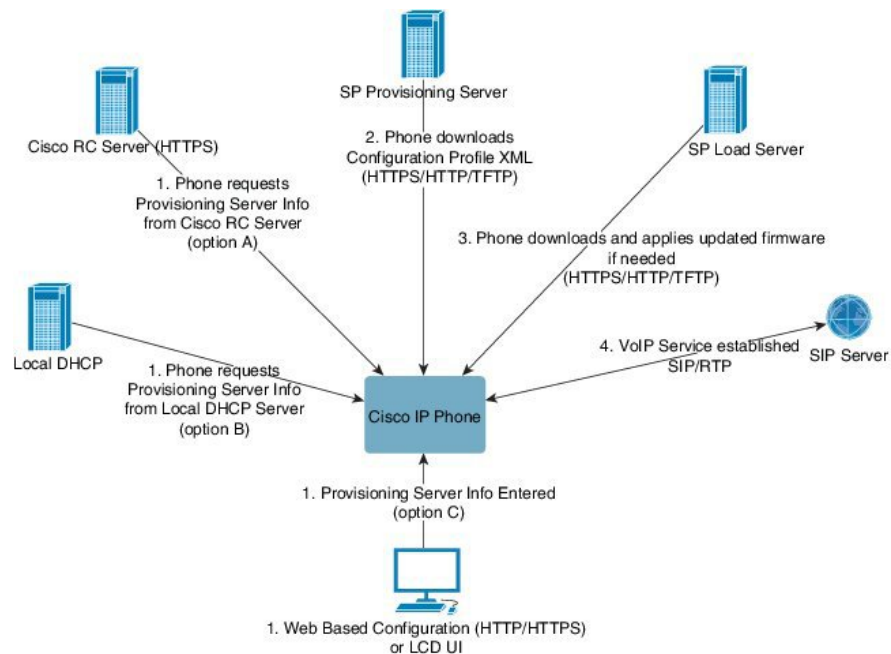 SP Provisioning Server
Cisco RC Server (HTTPS)
SP Load Server
2. Phone downloads
Configuration Profile XML
(HTTPS/HTTP/TFTP)
1. Phone requests
Provisioning Server Info
from Cisco RC Server
(option A)
3. Phone downloads and applies updated firmware
if needed
(HTTPS/HTTP/TFTP)
Local DHCP
1. Phone requests
Provisioning Server Info
from Local DHCP Server
(option B)
4. VoIP Service established
SIP/RTP
SIP Server
Cisco IP Phone
1. Provisioning Server Info Entered
(option C)
1. Web Based Configuration (HTTP/HTTPS)
or LCD UI